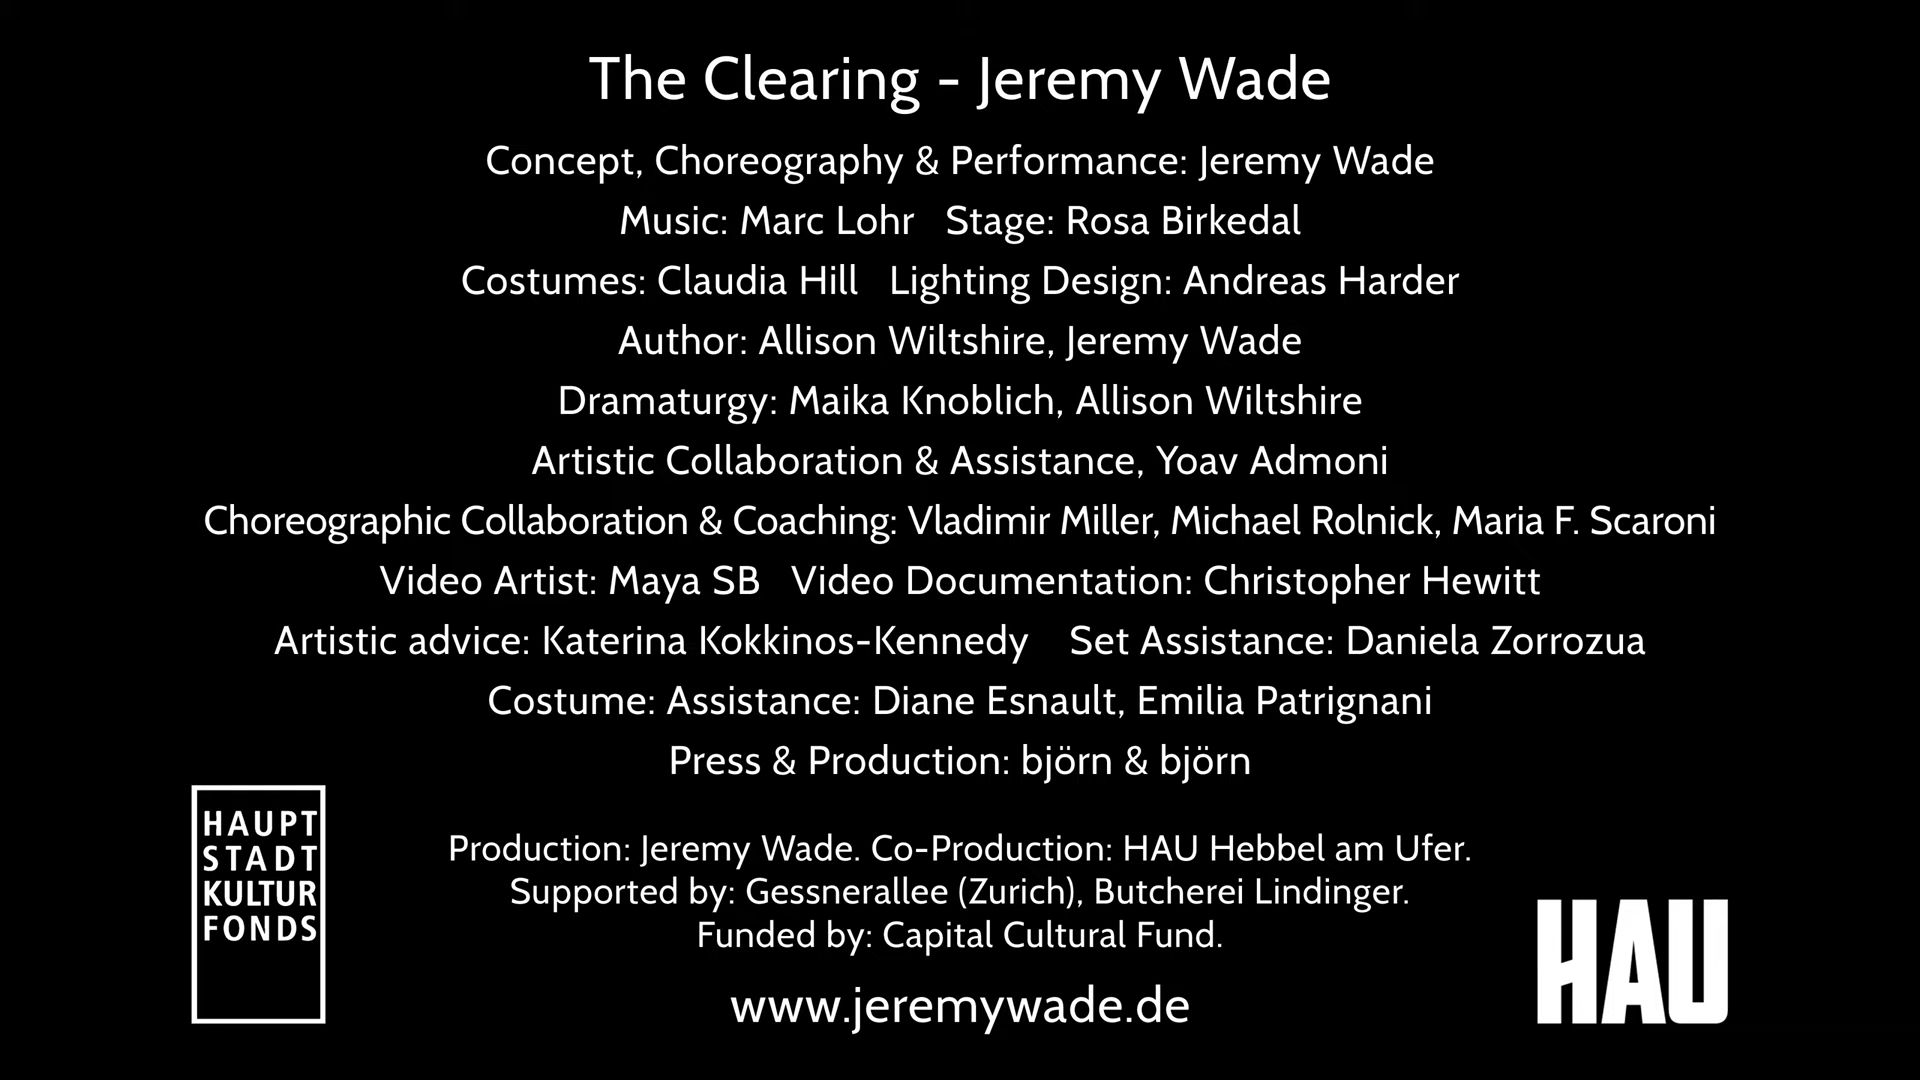 The Clearing - Jeremy Wade
Concept, Choreography & Performance: Jeremy Wade
Music: Marc Lohr   Stage: Rosa Birkedal
Costumes: Claudia Hill   Lighting Design: Andreas Harder
Author: Allison Wiltshire, Jeremy Wade
Dramaturgy: Maika Knoblich, Allison Wiltshire
Artistic Collaboration & Assistance, Yoav Admoni
Choreographic Collaboration & Coaching: Vladimir Miller, Michael Rolnick, Maria F. Scaroni
Video Artist: Maya SB   Video Documentation: Christopher Hewitt
Artistic advice: Katerina Kokkinos-Kennedy   Set Assistance: Daniela Zorrozua
Costume: Assistance: Diane Esnault, Emilia Patrignani
Press & Production: björn & björn
HAUPT
STADT
KULTUR
FONDS
Production: Jeremy Wade. Co-Production: HAU Hebbel am Ufer.
Supported by: Gessnerallee (Zurich), Butcherei Lindinger.
Funded by: Capital Cultural Fund.
www.jeremywade.de
HAU